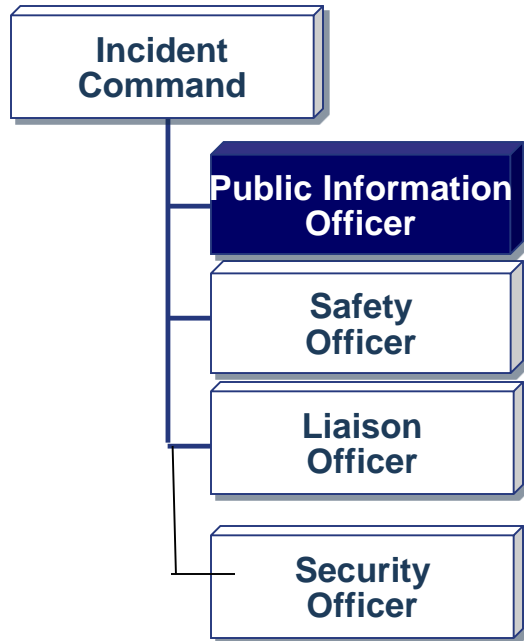 Incident
Command
Public Information
Officer
Safety
Officer
Liaison
Officer
Security
Officer